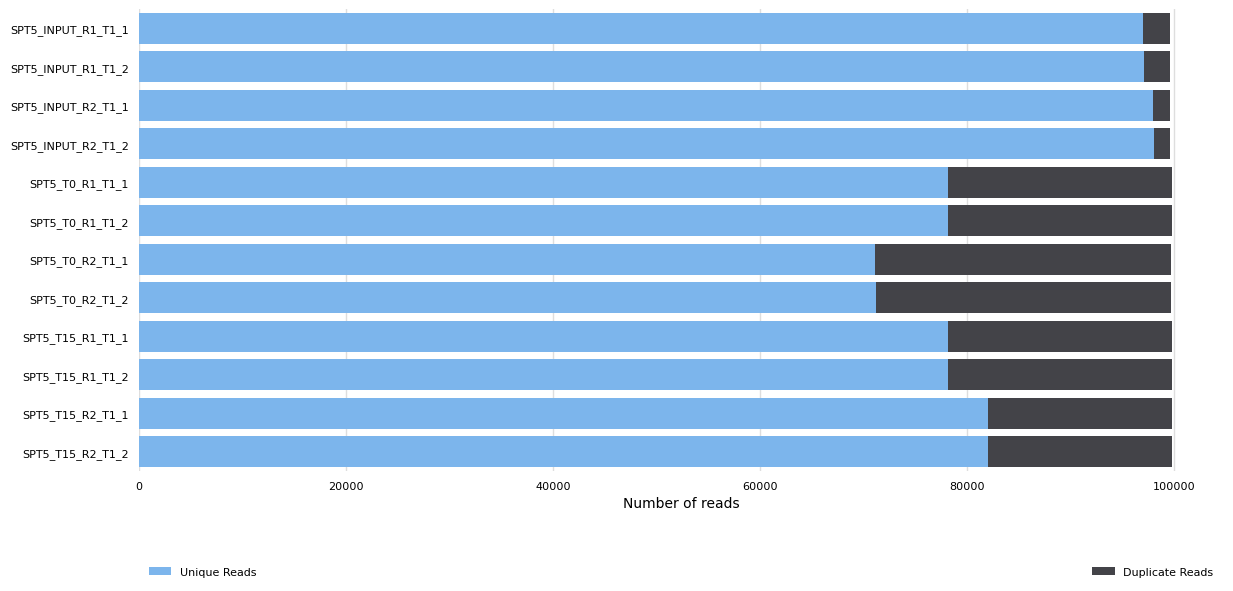 SPT5_INPUT_R1_T1_1
SPT5_INPUT_R1_T1_2
SPT5_INPUT_R2_T1_1
SPT5_INPUT_R2_T1_2
SPT5_T0_R1_T1_1
SPT5_T0_R1_T1_2
SPT5_T0_R2_T1_1
SPT5_T0_R2_T1_2
SPT5_T15_R1_T1_1
SPT5_T15_R1_T1_2
SPT5_T15_R2_T1_1
SPT5_T15_R2_T1_2
0 20000 40000 60000 80000 100000
Number of reads
Unique Reads Duplicate Reads